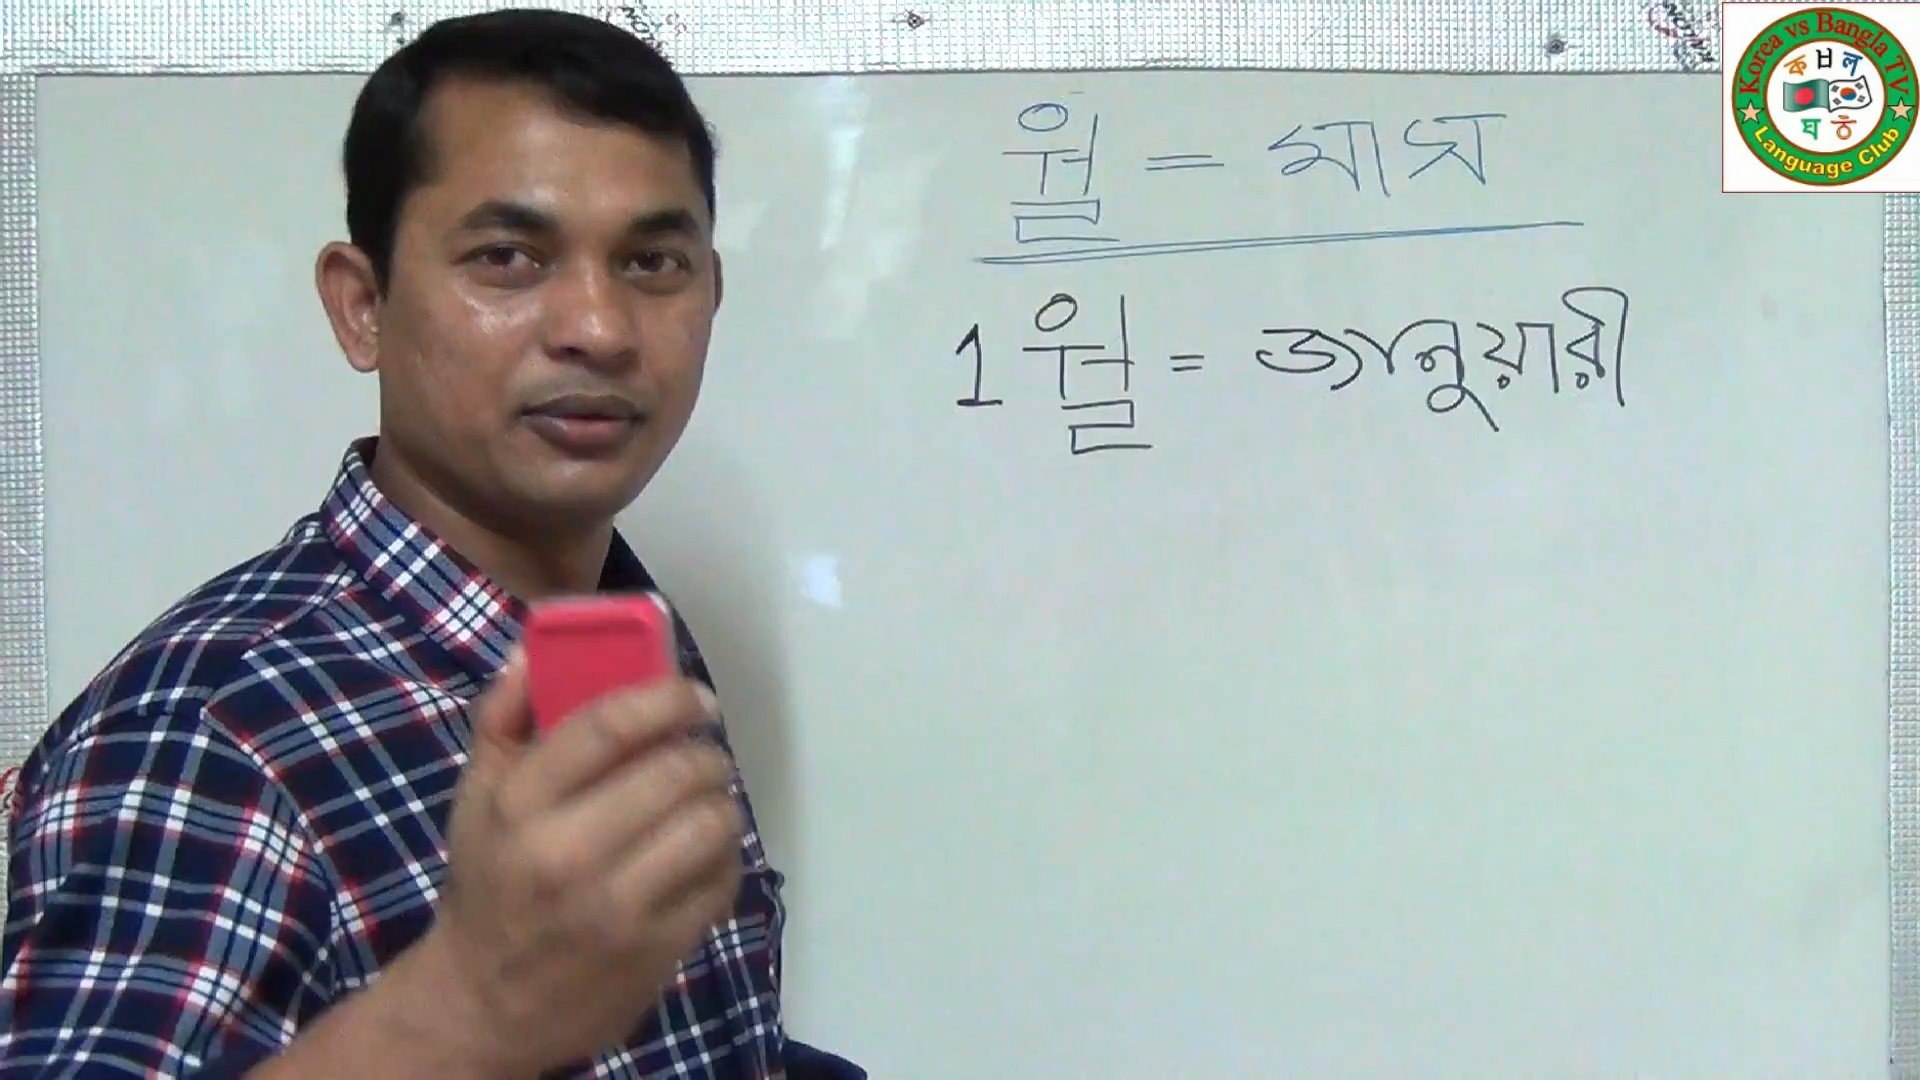 월 = মাস
1 월 = জানুয়ারী
Korea vs Bangla TV
ক ㅂ ল
ঘ ㅎ
Language Club